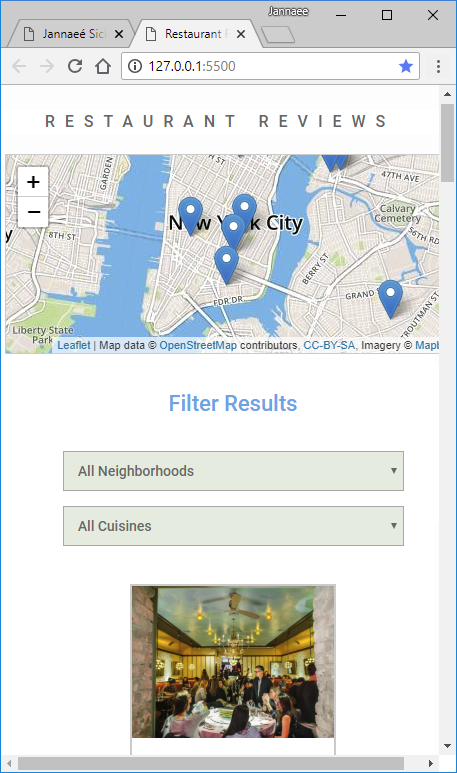 Jannaee
Jannaeé Sici
Restaurant R
127.0.0.1:5500
RESTAURANT REVIEWS
+
−
GARDEN
47TH AVE
Calvary
Cemetery
56TH RD
New York City
8TH ST
BERRY ST
GRAND
FDR DR
TROUTMAN ST
Liberty State
Park
Leaflet | Map data © OpenStreetMap contributors, CC-BY-SA, Imagery © Mapb
Filter Results
All Neighborhoods
All Cuisines